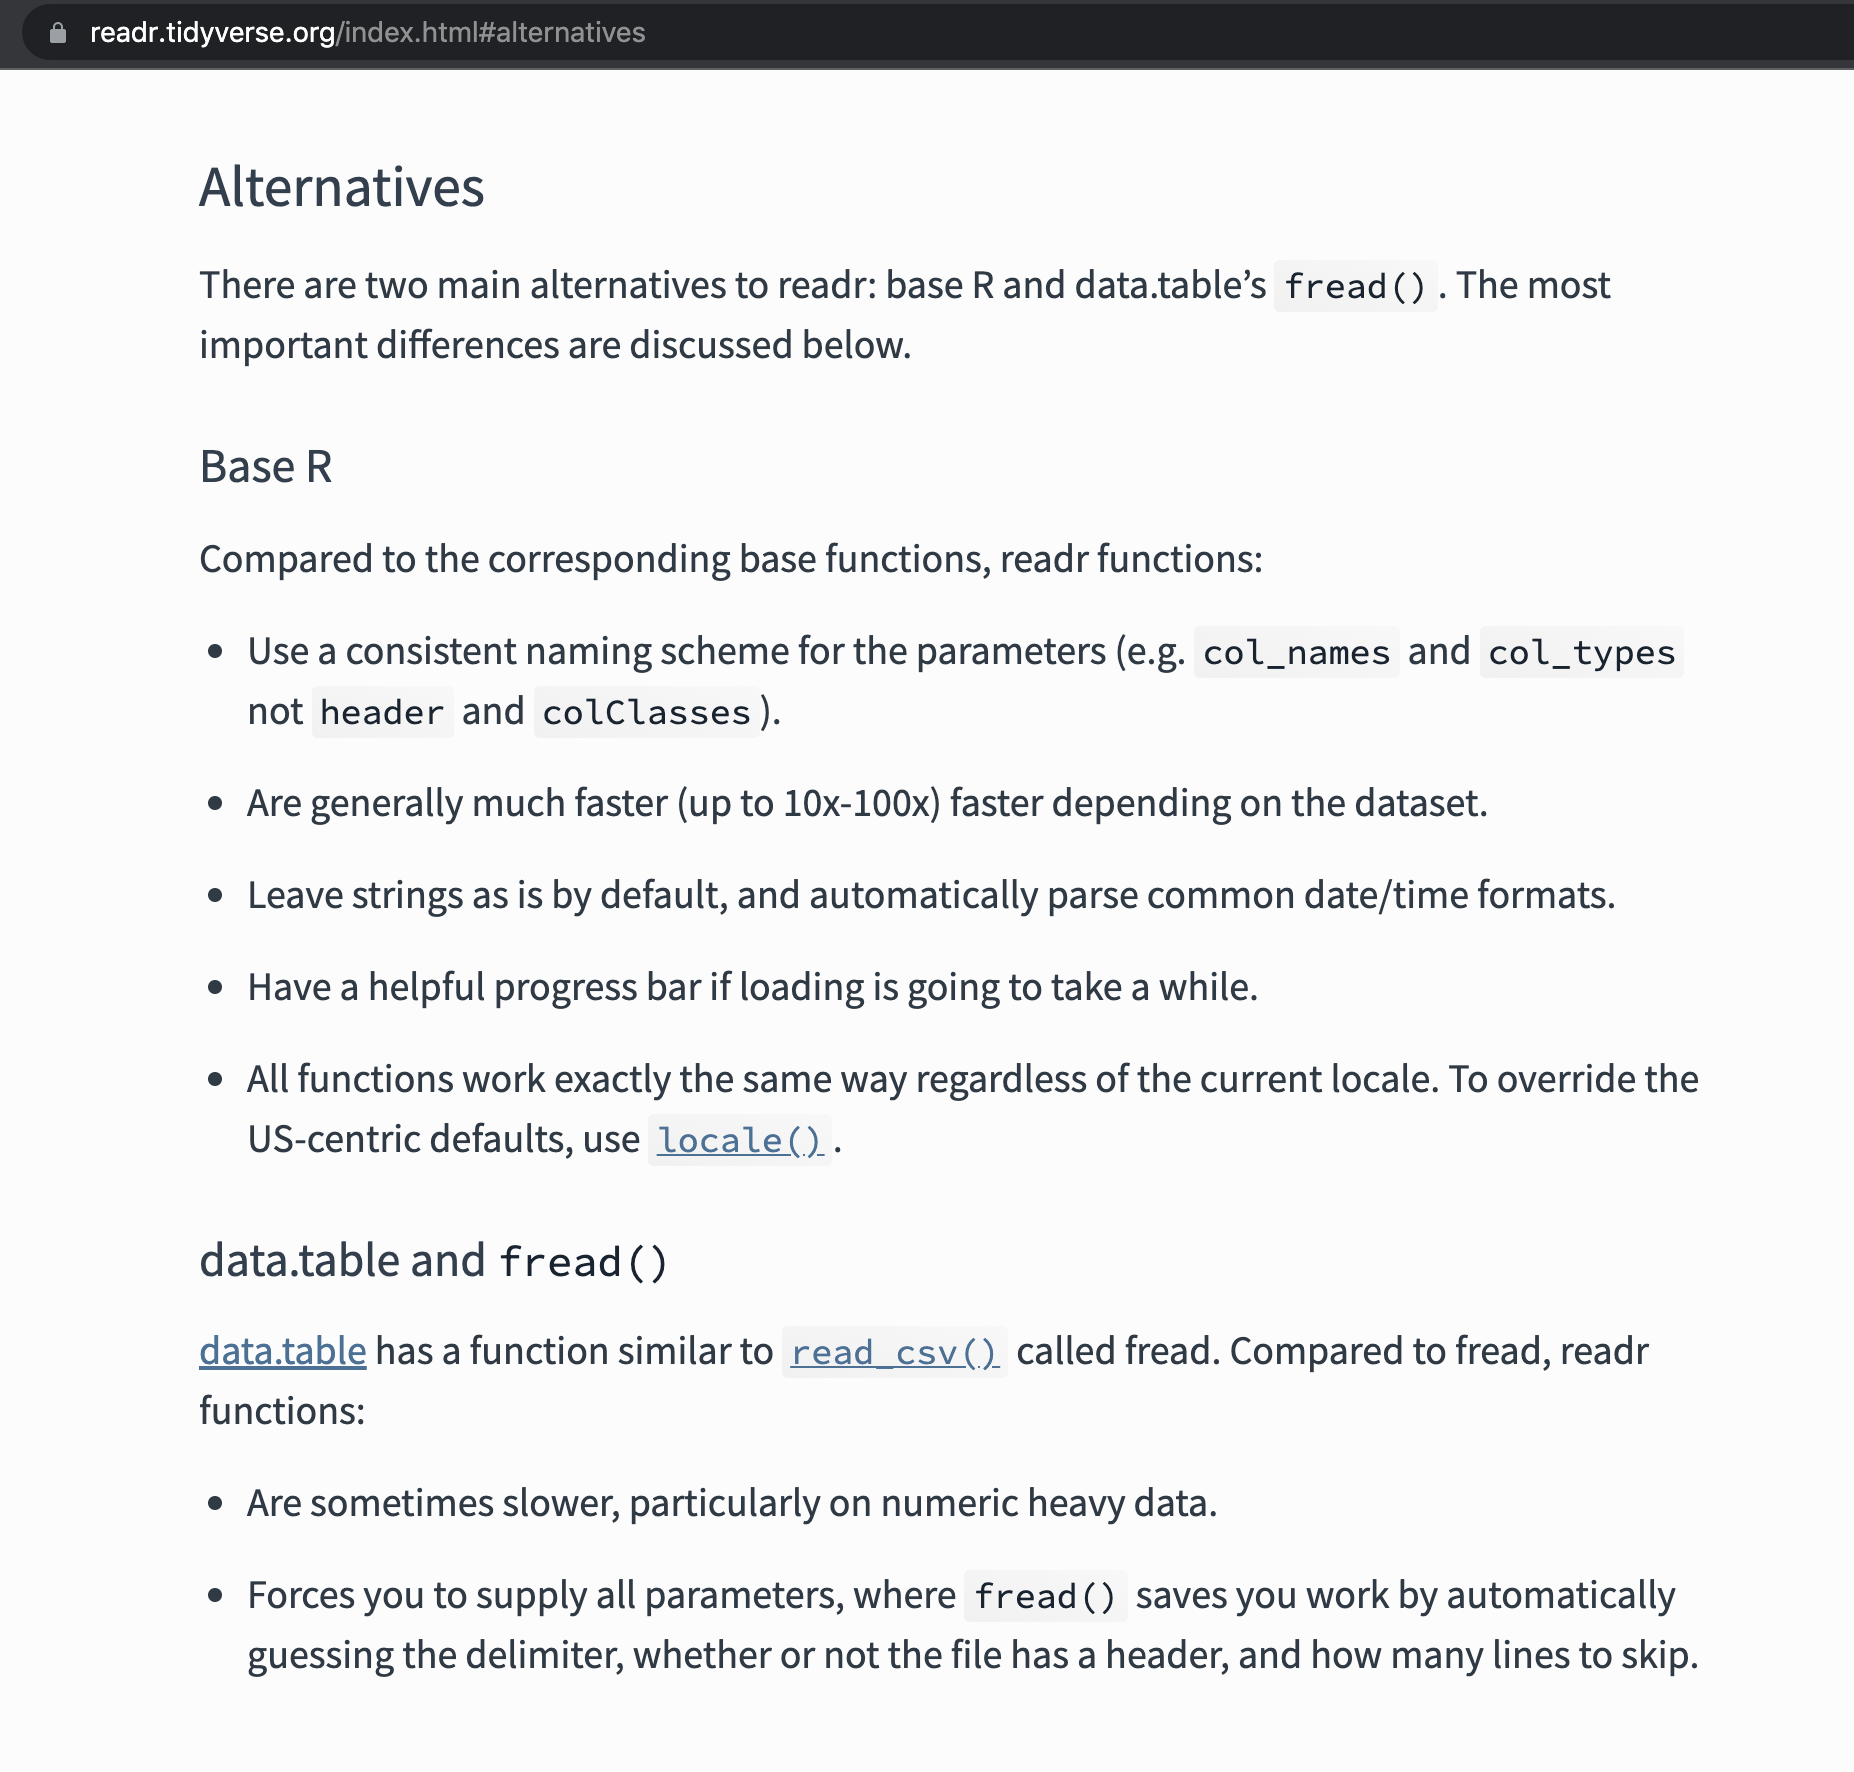 readr.tidyverse.org/index.html#alternatives
Alternatives
There are two main alternatives to readr: base R and data.table’s fread(). The most
important differences are discussed below.
Base R
Compared to the corresponding base functions, readr functions:
• Use a consistent naming scheme for the parameters (e.g. col_names and col_types
not header and colClasses).
• Are generally much faster (up to 10x-100x) faster depending on the dataset.
• Leave strings as is by default, and automatically parse common date/time formats.
• Have a helpful progress bar if loading is going to take a while.
• All functions work exactly the same way regardless of the current locale. To override the
US-centric defaults, use locale().
data.table and fread()
data.table has a function similar to read_csv() called fread. Compared to fread, readr
functions:
• Are sometimes slower, particularly on numeric heavy data.
• Forces you to supply all parameters, where fread() saves you work by automatically
guessing the delimiter, whether or not the file has a header, and how many lines to skip.